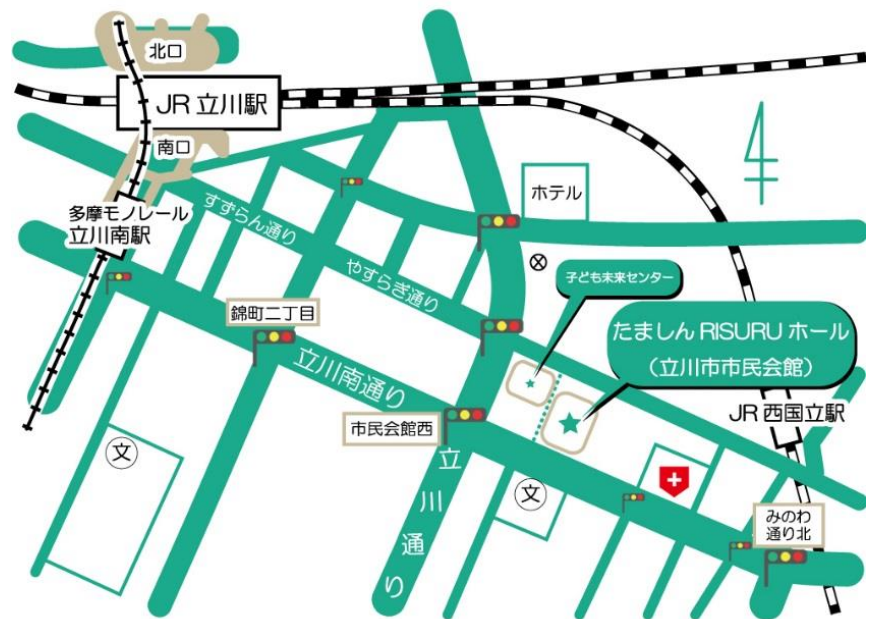 北口
JR 立川駅
南口
多摩モノレール
立川南駅
すずらん通り
やすらぎ通り
ホテル
子ども未来センター
たましん RISURU ホール
(立川市市民会館)
錦町二丁目
立川南通り
市民会館西
立川通り
JR 西国立駅
文
文
みのわ
通り北